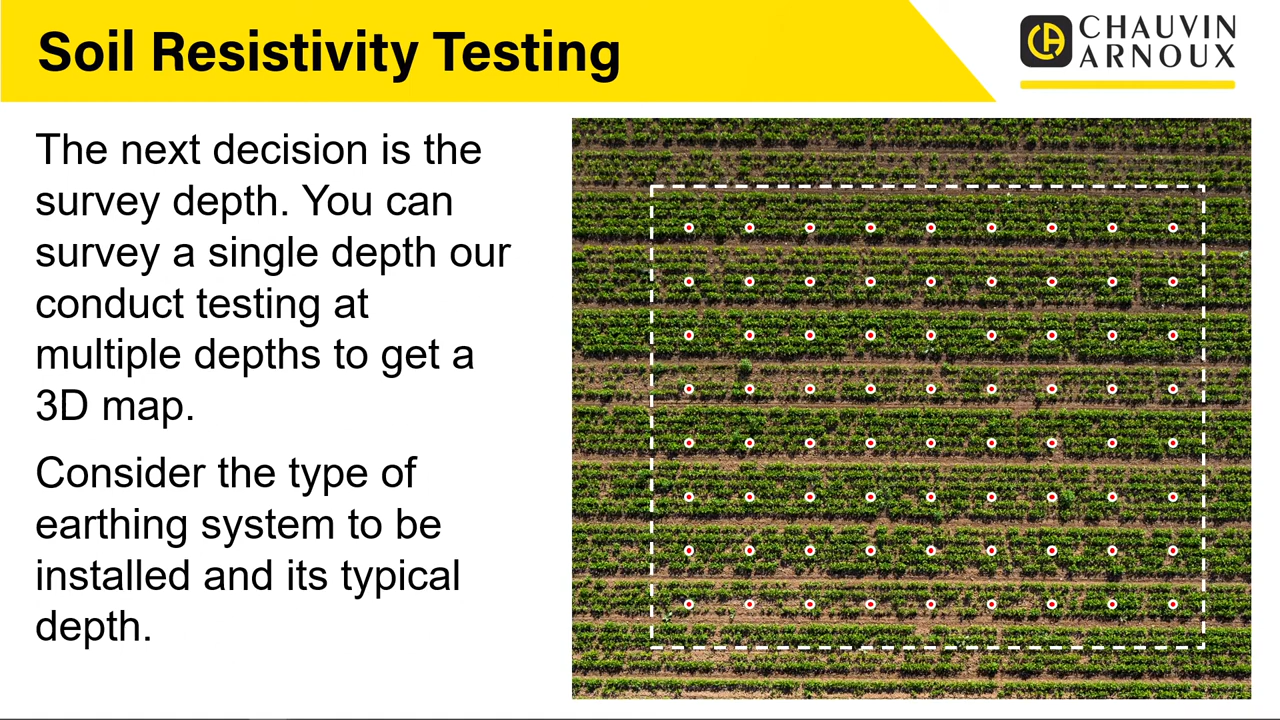 Soil Resistivity Testing
CHAUVIN
ARNOUX
The next decision is the
survey depth. You can
survey a single depth our
conduct testing at
multiple depths to get a
3D map.
Consider the type of
earthing system to be
installed and its typical
depth.